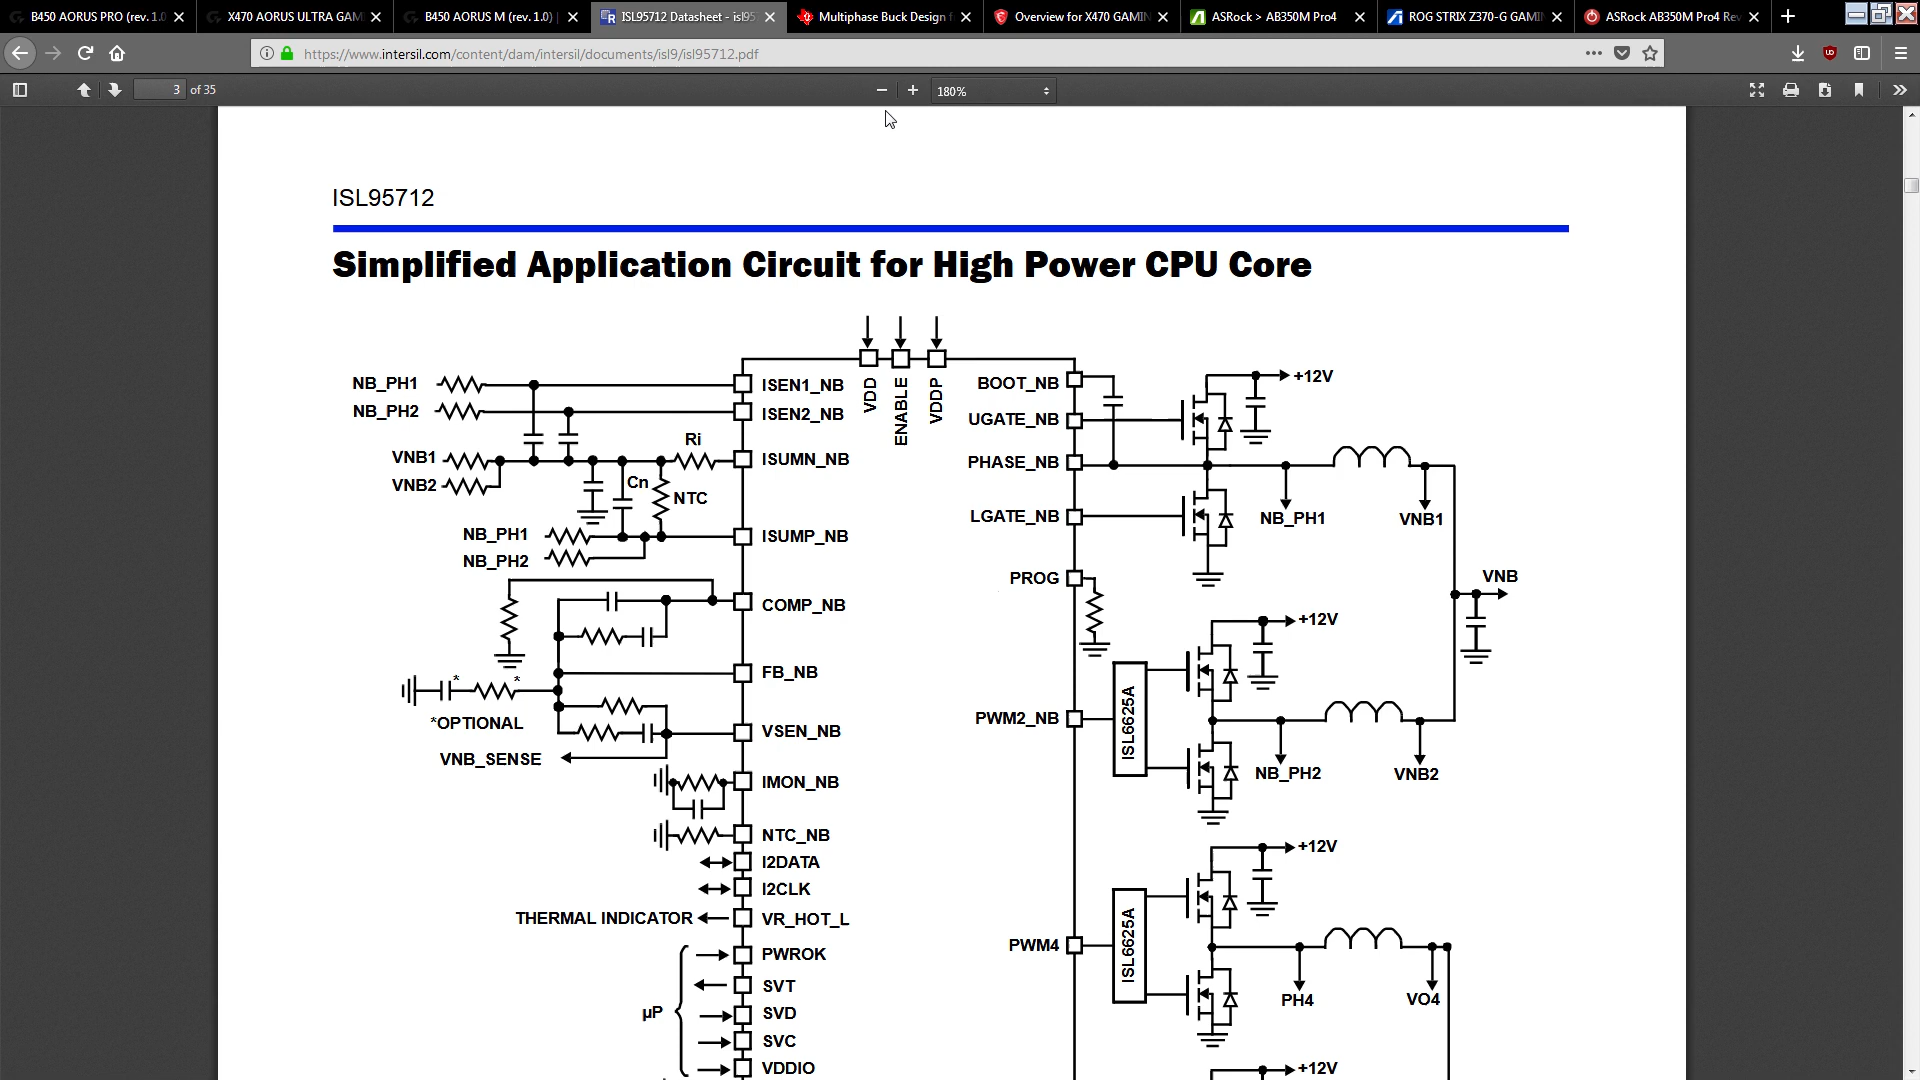 B450 AORUS PRO (rev. 1.0
X470 AORUS ULTRA GAM
B450 AORUS M (rev. 1.0) |
ISL95712 Datasheet - isl95
Multiphase Buck Design f
Overview for X470 GAMIN
ASRock > AB350M Pro4
ROG STRIX Z370-G GAMI
ASRock AB350M Pro4 Rev
https://www.intersil.com/content/dam/intersil/documents/isl9/isl95712.pdf
3 of 35
180%
ISL95712
Simplified Application Circuit for High Power CPU Core
NB_PH1
ISEN1_NB
VDD
ENABLE
VDDP
BOOT_NB
+12V
NB_PH2
ISEN2_NB
UGATE_NB
Ri
VNB1
ISUMN_NB
PHASE_NB
VNB2
Cn
NTC
LGATE_NB
NB_PH1
VNB1
NB_PH1
ISUMP_NB
NB_PH2
PROG
VNB
COMP_NB
+12V
FB_NB
* *
*OPTIONAL
ISL6625A
PWM2_NB
VSEN_NB
VNB_SENSE
NB_PH2
VNB2
IMON_NB
NTC_NB
+12V
I2DATA
I2CLK
THERMAL INDICATOR
VR_HOT_L
ISL6625A
PWM4
PWROK
SVT
PH4
VO4
µP
SVD
SVC
VDDIO
+12V